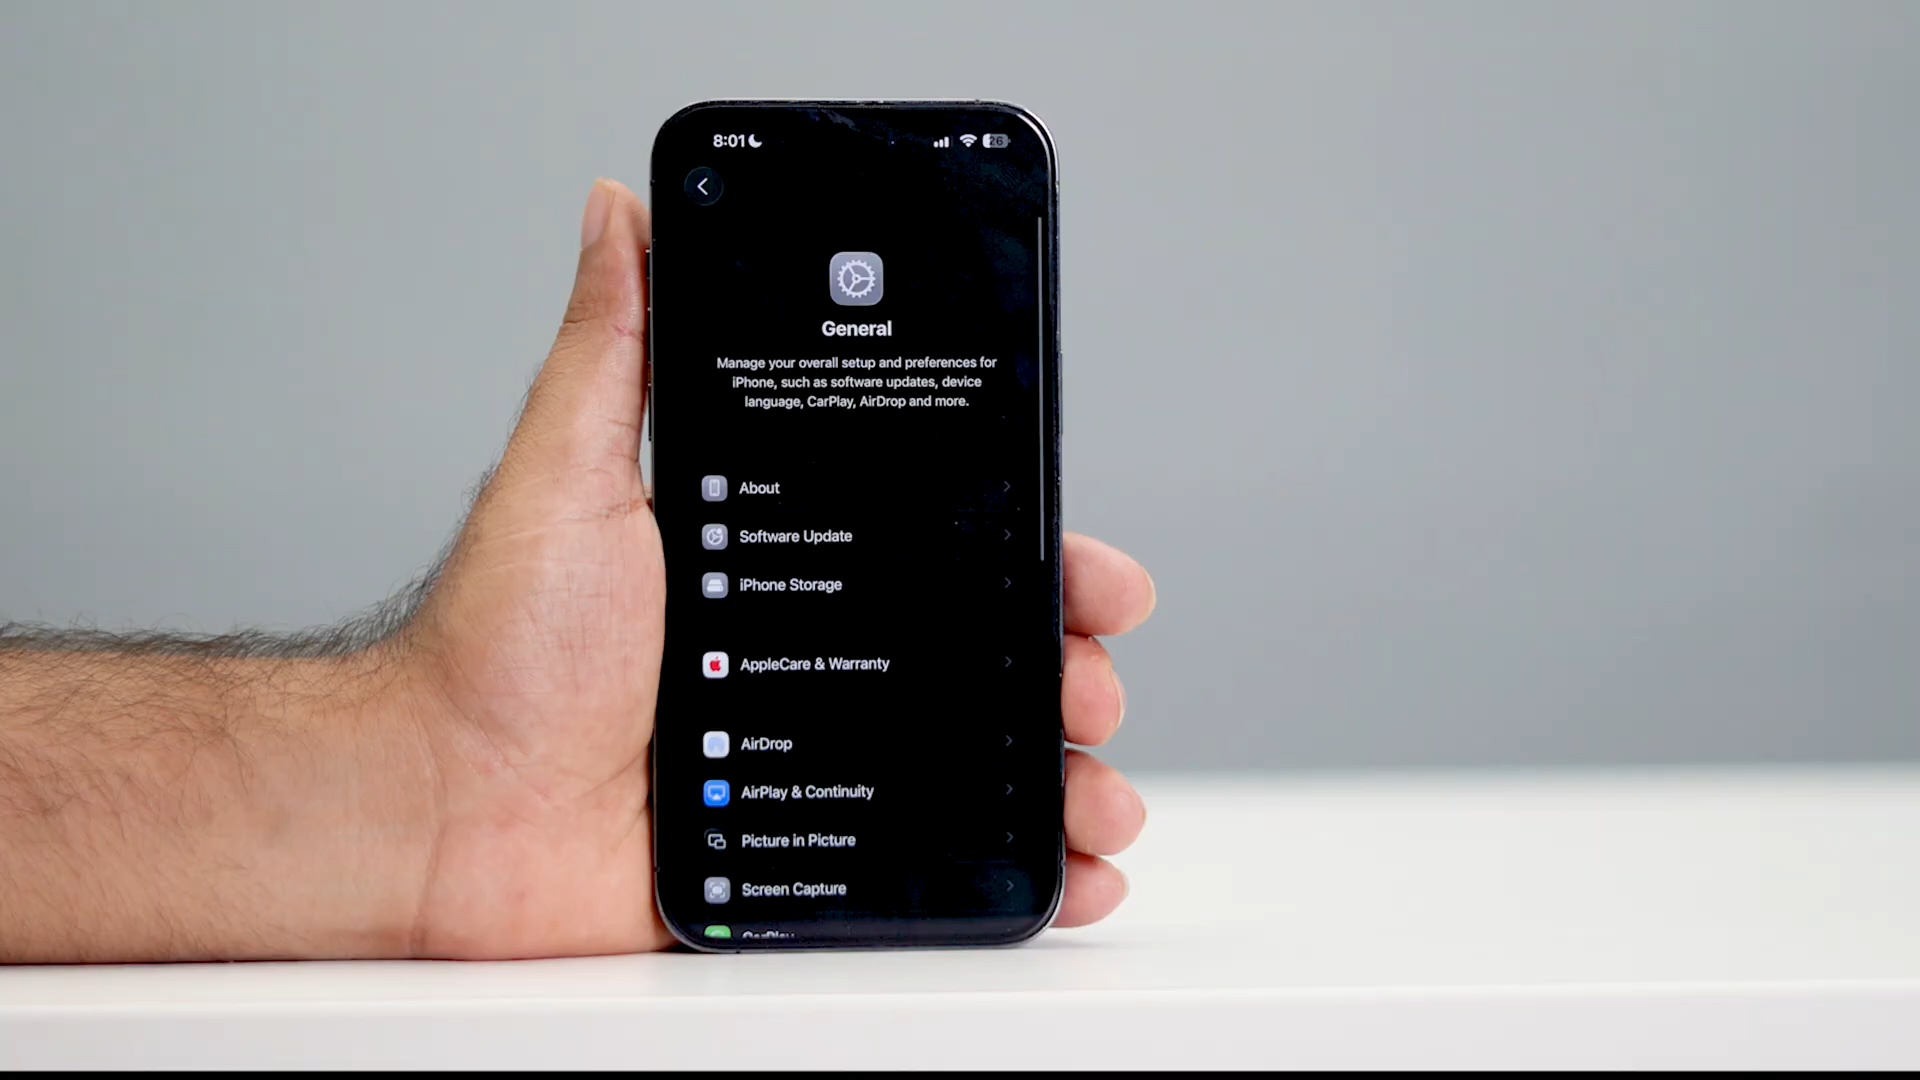 8:01
26
General
Manage your overall setup and preferences for
iPhone, such as software updates, device
language, CarPlay, AirDrop and more.
About
Software Update
iPhone Storage
AppleCare & Warranty
AirDrop
AirPlay & Continuity
Picture in Picture
Screen Capture
CarPlay